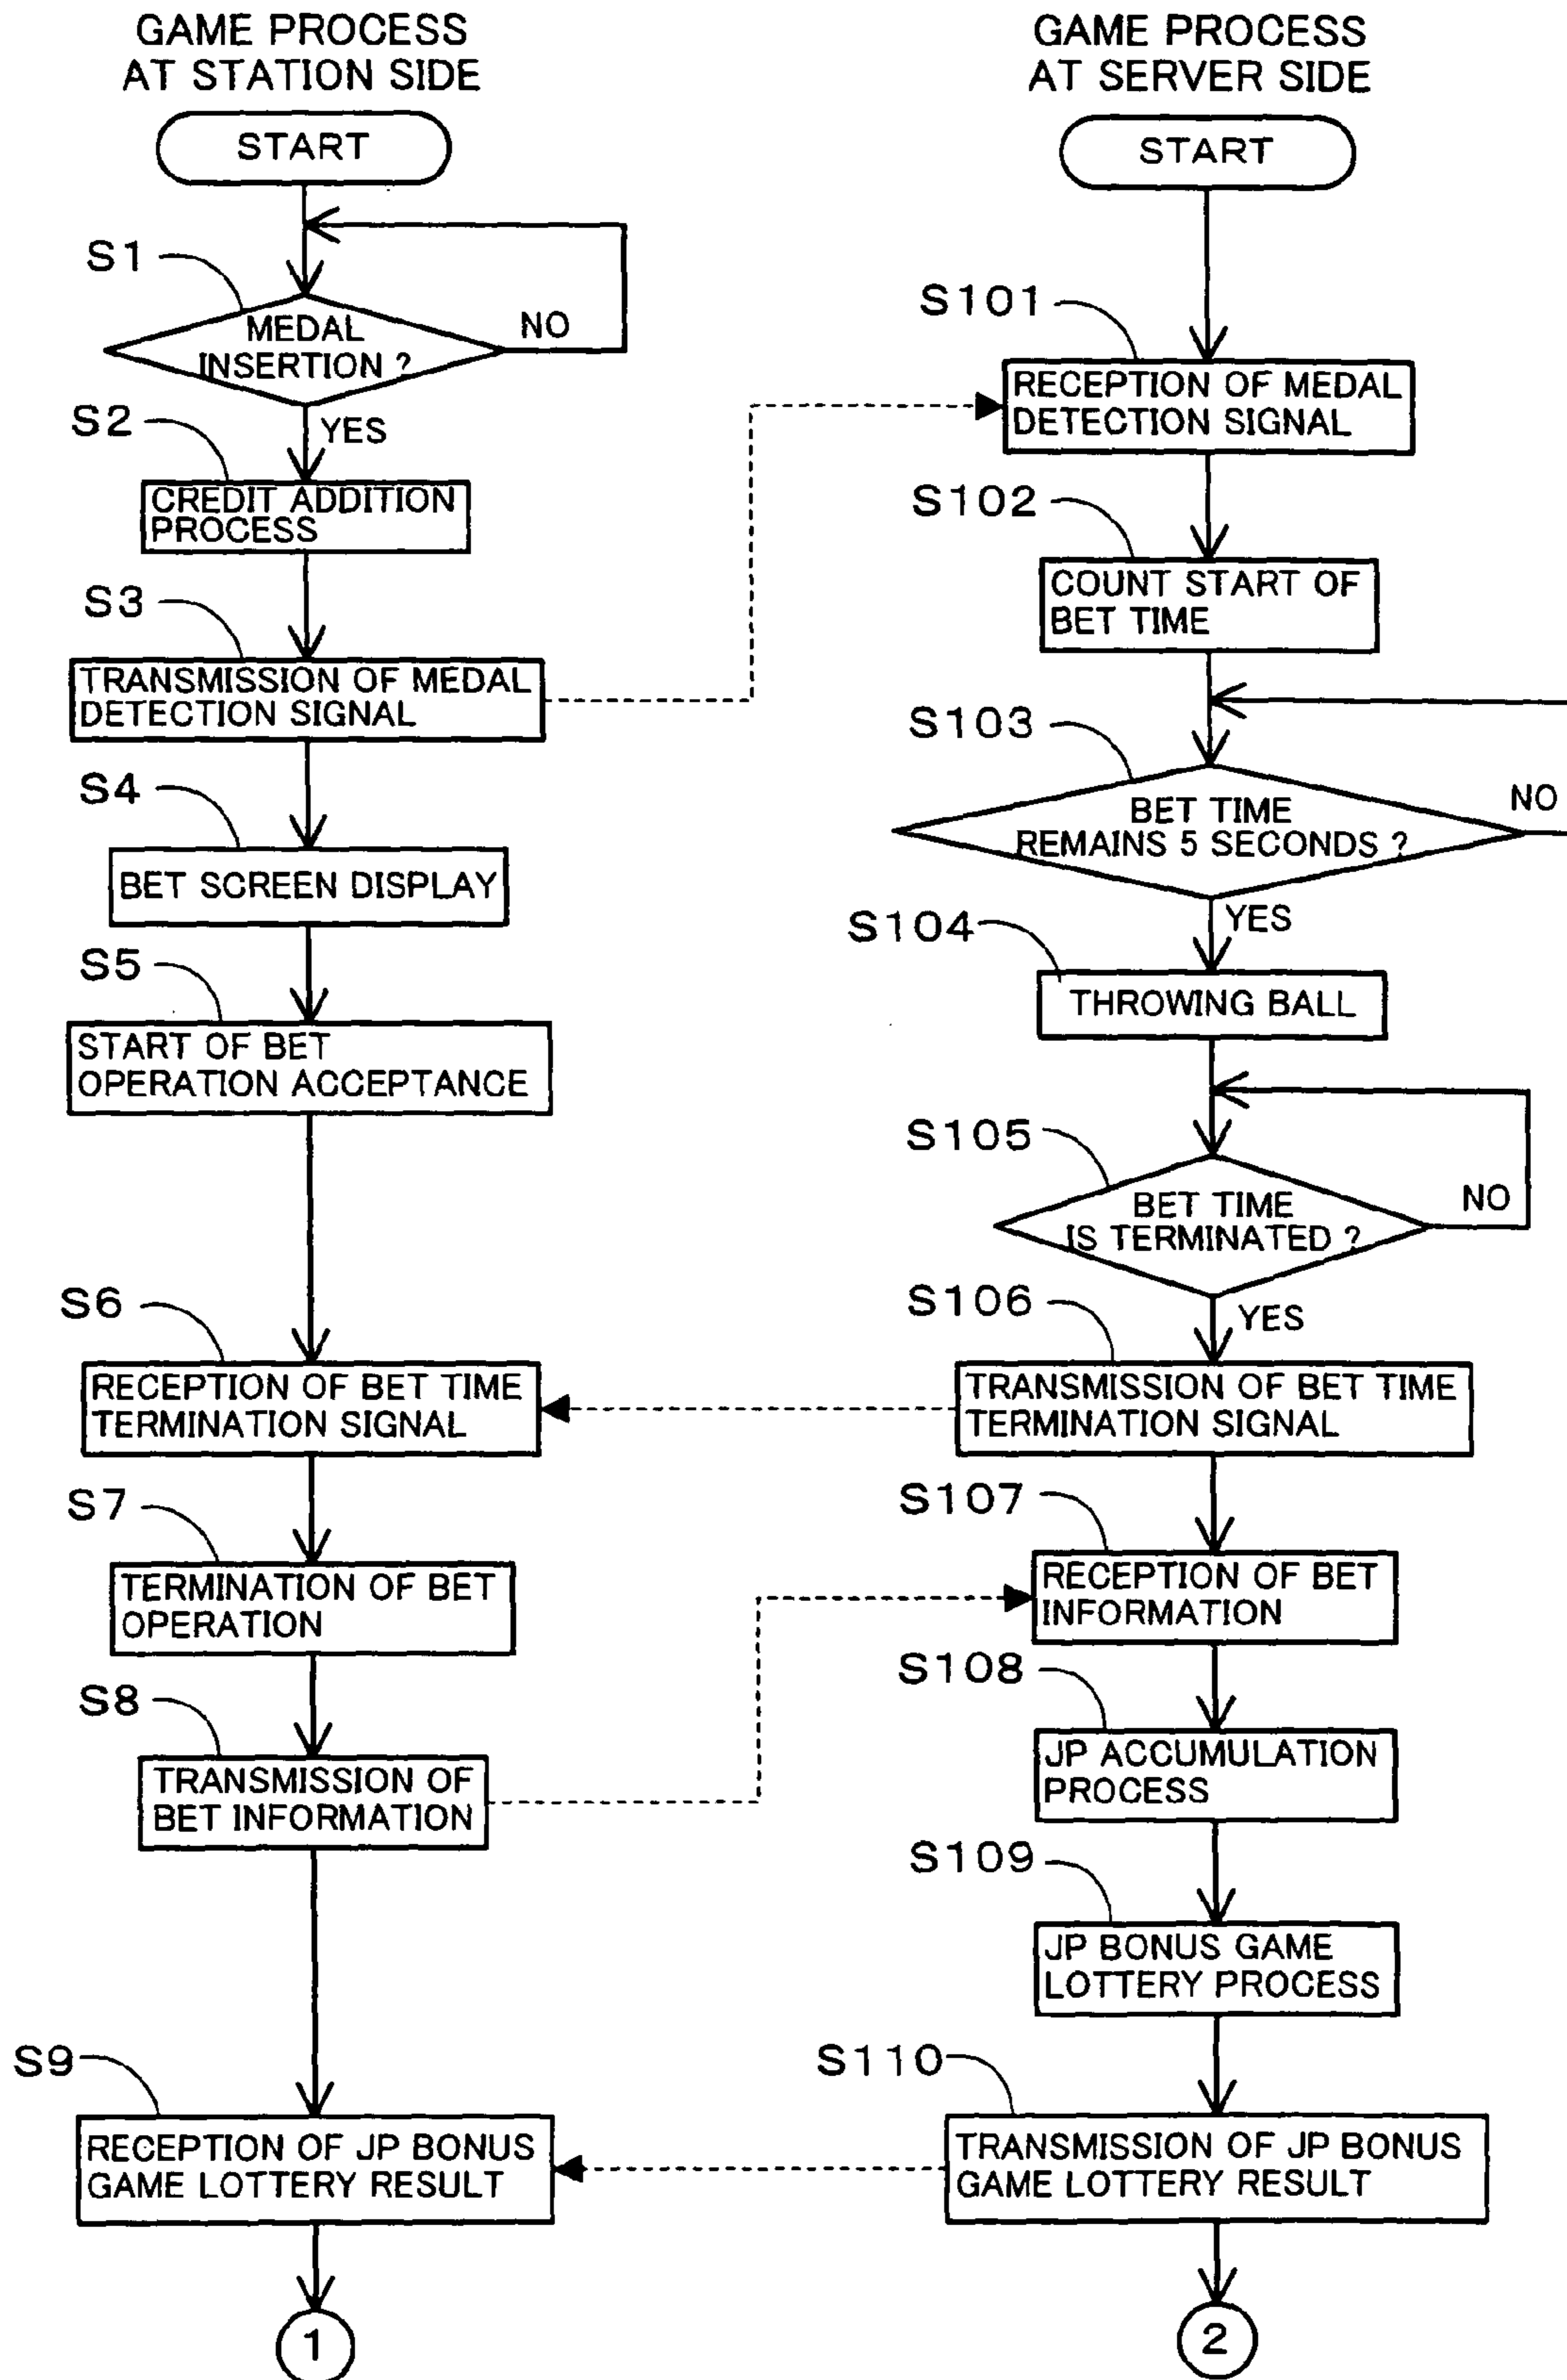 GAME PROCESS
AT STATION SIDE
START
S1
MEDAL
INSERTION ?
NO
YES
S2
CREDIT ADDITION
PROCESS
S3
TRANSMISSION OF MEDAL
DETECTION SIGNAL
S4
BET SCREEN DISPLAY
S5
START OF BET
OPERATION ACCEPTANCE
S6
RECEPTION OF BET TIME
TERMINATION SIGNAL
S7
TERMINATION OF BET
OPERATION
S8
TRANSMISSION OF
BET INFORMATION
S9
RECEPTION OF JP BONUS
GAME LOTTERY RESULT
1
GAME PROCESS
AT SERVER SIDE
START
S101
RECEPTION OF MEDAL
DETECTION SIGNAL
S102
COUNT START OF
BET TIME
S103
BET TIME
REMAINS 5 SECONDS ?
NO
YES
S104
THROWING BALL
S105
BET TIME
IS TERMINATED ?
NO
YES
S106
TRANSMISSION OF BET TIME
TERMINATION SIGNAL
S107
RECEPTION OF BET
INFORMATION
S108
JP ACCUMULATION
PROCESS
S109
JP BONUS GAME
LOTTERY PROCESS
S110
TRANSMISSION OF JP BONUS
GAME LOTTERY RESULT
2